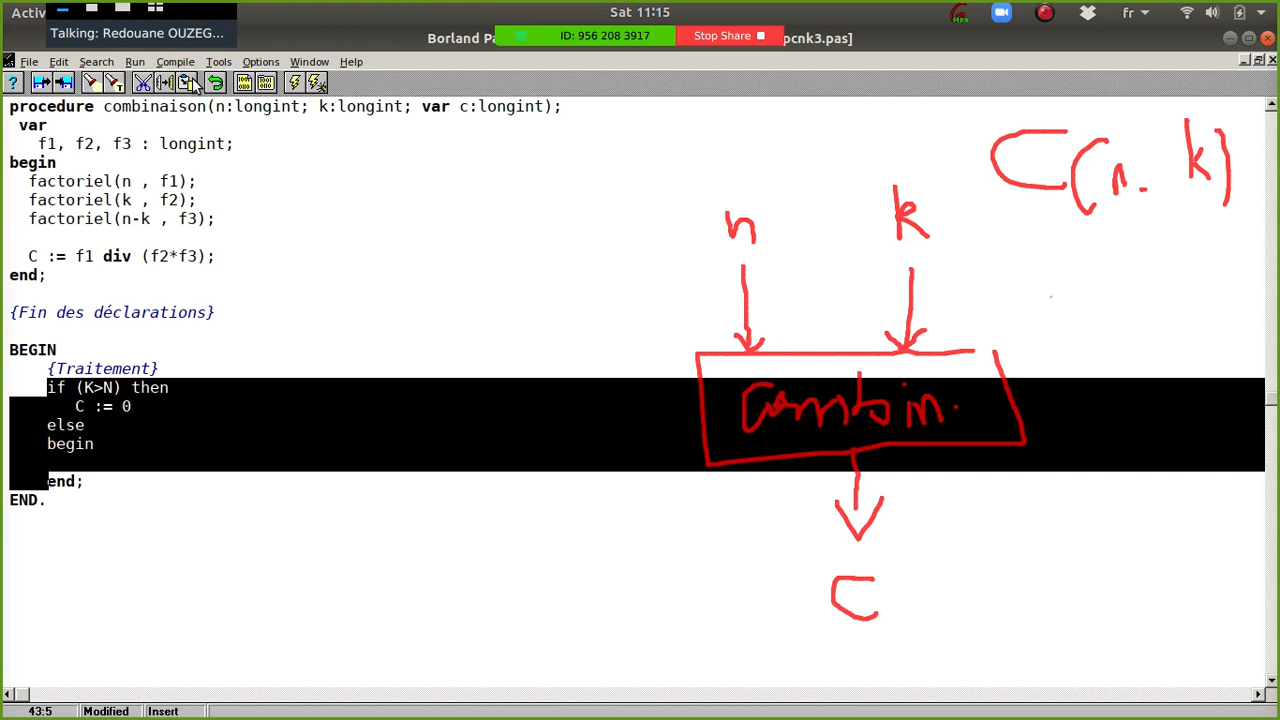 Activ
Sat 11:15
fr
Talking: Redouane OUZEG...
ID: 956 208 3917
Stop Share
Borland Pa
pcnk3.pas]
File Edit Search Run Compile Tools Options Window Help
procedure combinaison(n:longint; k:longint; var c:longint);
var
f1, f2, f3 : longint;
begin
factoriel(n , f1);
factoriel(k , f2);
factoriel(n-k , f3);
C := f1 div (f2*f3);
end;
{Fin des déclarations}
BEGIN
{Traitement}
if (K>N) then
C := 0
else
begin
end;
END.
C(n. k)
n k
Combin.
C
43:5 Modified Insert